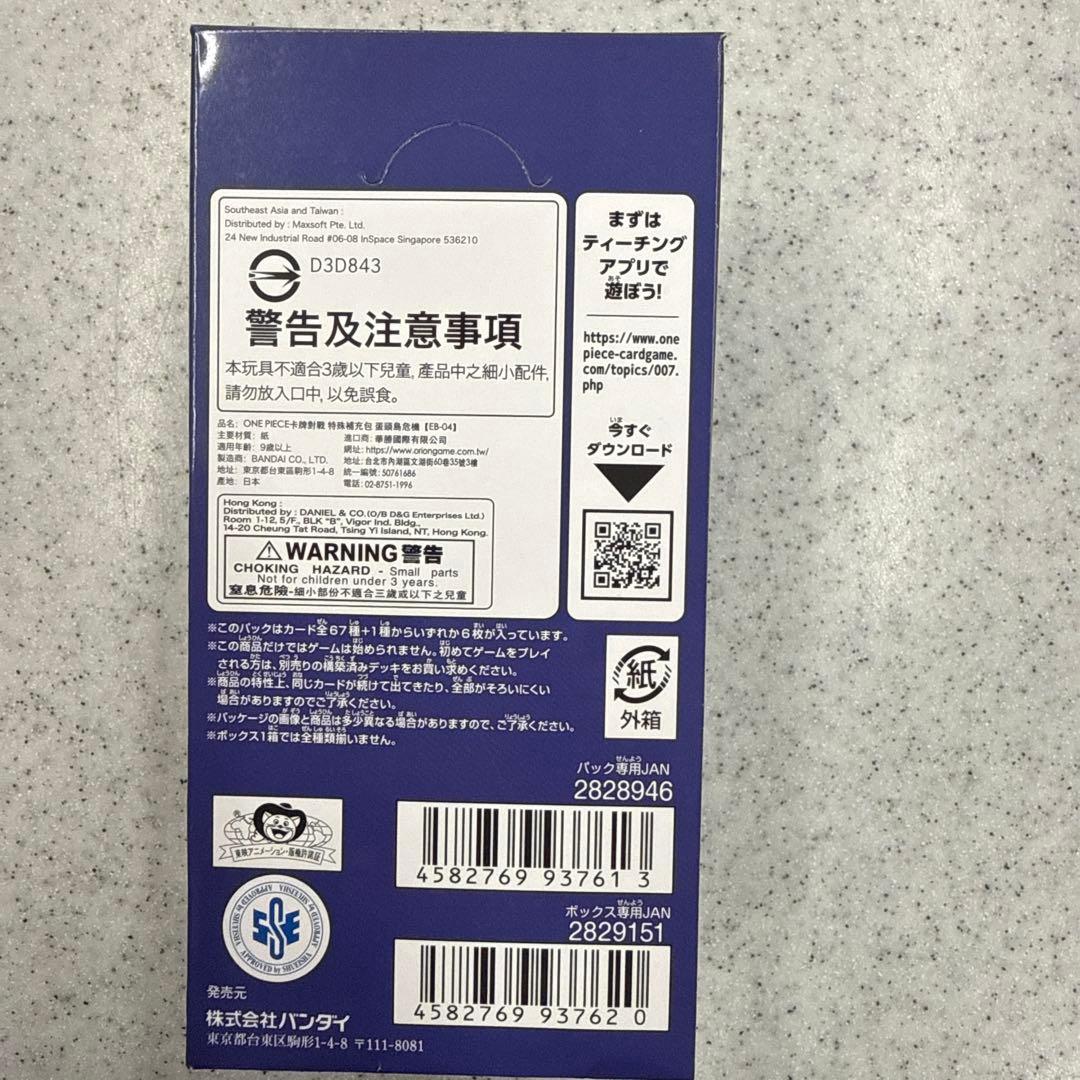 Southeast Asia and Taiwan :
Distributed by : Maxsoft Pte. Ltd.
24 New Industrial Road #06-08 InSpace Singapore 536210
D3D843
警告及注意事項
本玩具不適合3歲以下兒童, 產品中之細小配件,
請勿放入口中, 以免誤食。
品名: ONE PIECE卡牌對戰 特殊補充包 蛋頭島危機【EB-04】
主要材質: 紙 進口商: 華勝國際有限公司
適用年齡: 9歲以上 網址: https://www.oriongame.com.tw/
製造商: BANDAI CO., LTD. 地址: 台北市內湖區文湖街60巷35號3樓
地址: 東京都台東區駒形1-4-8 統一編號: 50761686
產地: 日本 電話: 02-8751-1996
Hong Kong :
Distributed by : DANIEL & CO.(O/B D&G Enterprises Ltd.)
Room 1-12, 5/F., BLK "B", Vigor Ind. Bldg.,
14-20 Cheung Tat Road, Tsing Yi Island, NT, Hong Kong.
WARNING 警告
CHOKING HAZARD - Small parts
Not for children under 3 years.
窒息危險-細小部份不適合三歲或以下之兒童
まずは
ティーチング
アプリで
遊ぼう!
https://www.one
piece-cardgame.
com/topics/007.
php
今すぐ
ダウンロード
※このパックはカード全67種+1種からいずれか6枚が入っています。
※この商品だけではゲームは始められません。初めてゲームをプレイ
される方は、別売りの構築済みデッキをお買い求めください。
※商品の特性上、同じカードが続けて出てきたり、全部がそろいにくい
場合がありますのでご了承ください。
※パッケージの画像と商品は多少異なる場合がありますので、ご了承ください。
※ボックス1箱では全種類揃いません。
紙
外箱
パック専用JAN
2828946
4582769 93761 3
ボックス専用JAN
2829151
4582769 93762 0
東映アニメーション・版権許諾証
APPROVED by SHUEISHA
発売元
株式会社バンダイ
東京都台東区駒形1-4-8 〒111-8081